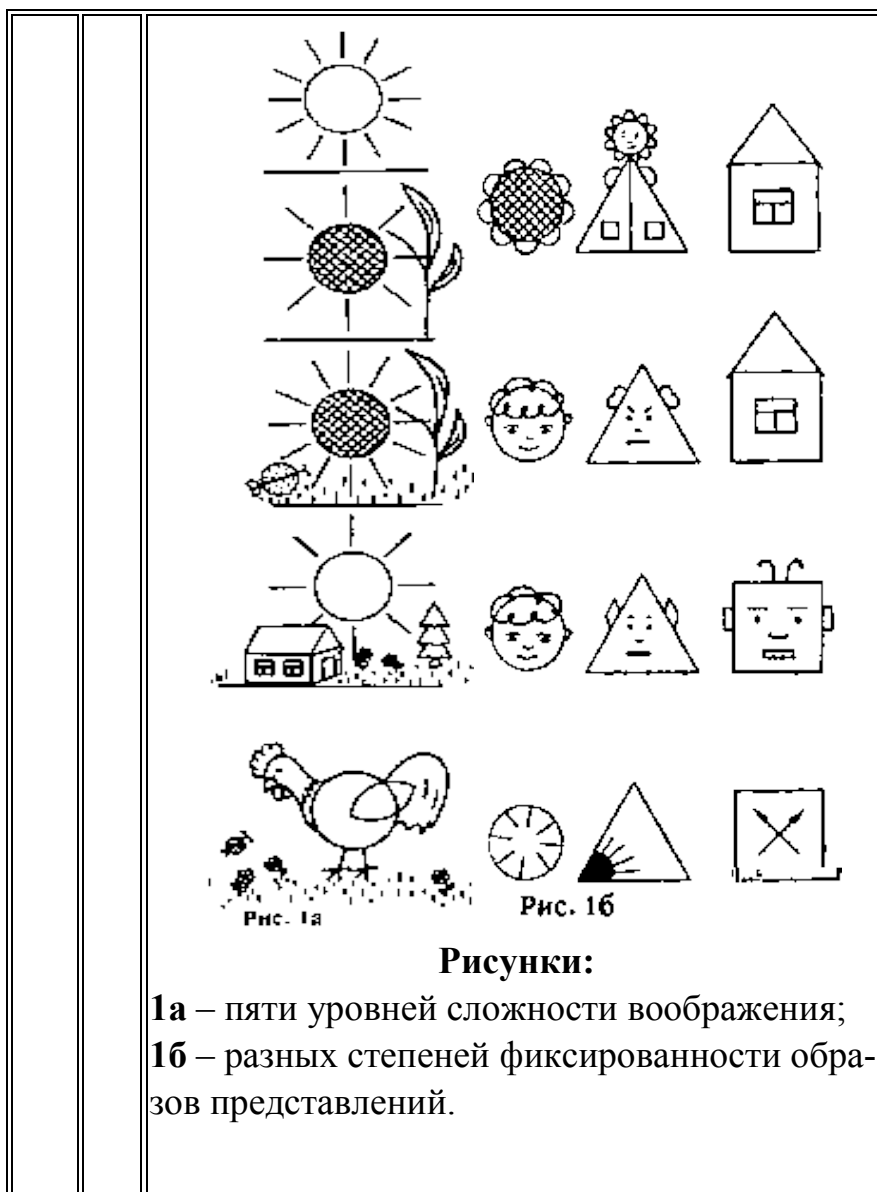 Рис. 1а
Рис. 1б
Рисунки:
1а – пяти уровней сложности воображения;
1б – разных степеней фиксированности обра-
зов представлений.